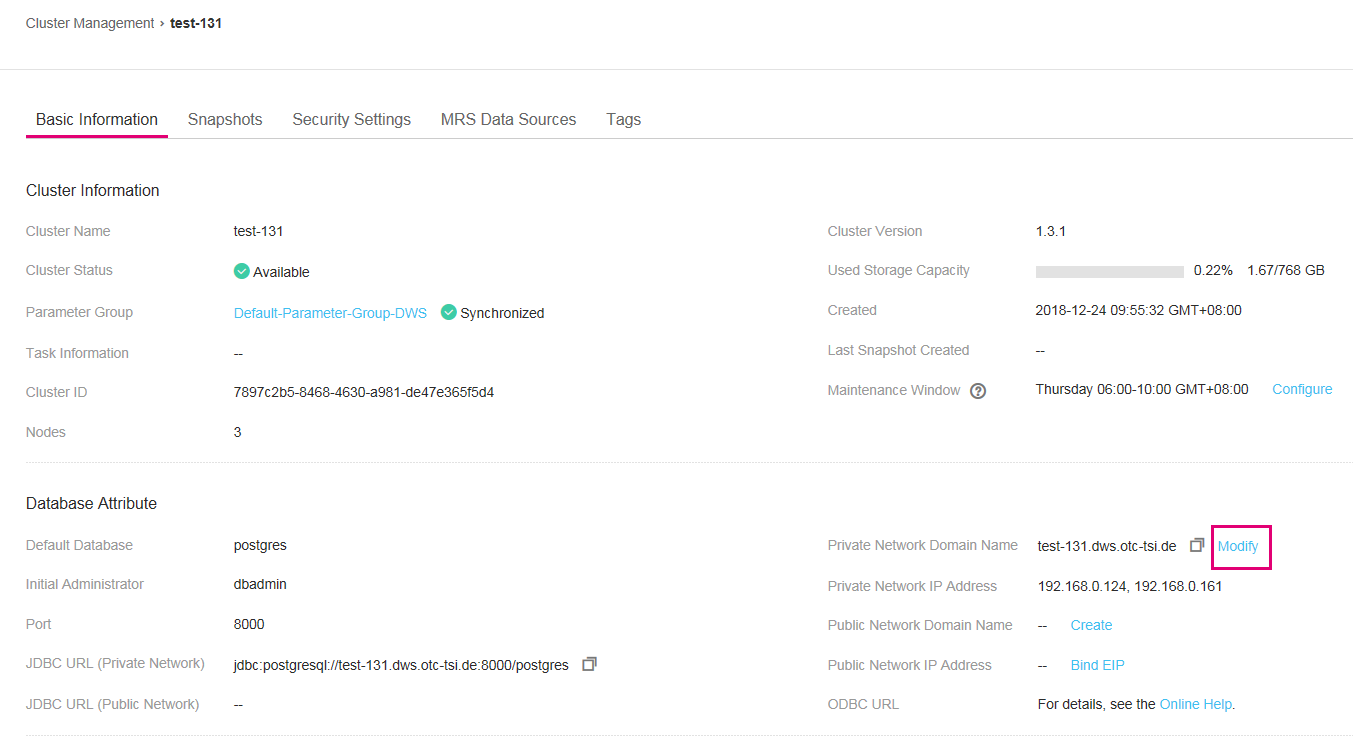 Cluster Management › test-131
Basic Information Snapshots Security Settings MRS Data Sources Tags
Cluster Information
Cluster Name test-131 Cluster Version 1.3.1
Cluster Status Available Used Storage Capacity 0.22% 1.67/768 GB
Parameter Group Default-Parameter-Group-DWS Synchronized Created 2018-12-24 09:55:32 GMT+08:00
Task Information -- Last Snapshot Created --
Cluster ID 7897c2b5-8468-4630-a981-de47e365f5d4 Maintenance Window ? Thursday 06:00-10:00 GMT+08:00 Configure
Nodes 3
Database Attribute
Default Database postgres Private Network Domain Name test-131.dws.otc-tsi.de Modify
Initial Administrator dbadmin Private Network IP Address 192.168.0.124, 192.168.0.161
Port 8000 Public Network Domain Name -- Create
JDBC URL (Private Network) jdbc:postgresql://test-131.dws.otc-tsi.de:8000/postgres Public Network IP Address -- Bind EIP
JDBC URL (Public Network) -- ODBC URL For details, see the Online Help.